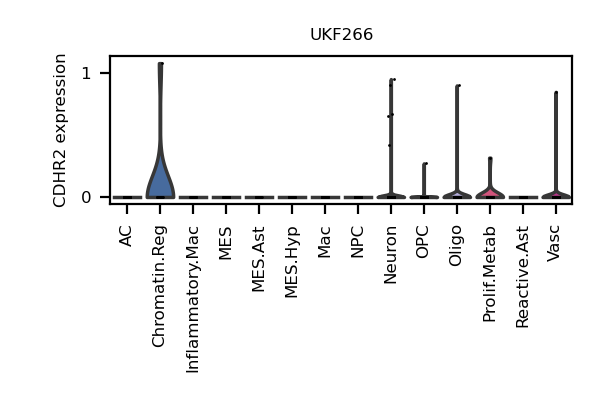 UKF266
CDHR2 expression
1
0
AC
Chromatin.Reg
Inflammatory.Mac
MES
MES.Ast
MES.Hyp
Mac
NPC
Neuron
OPC
Oligo
Prolif.Metab
Reactive.Ast
Vasc